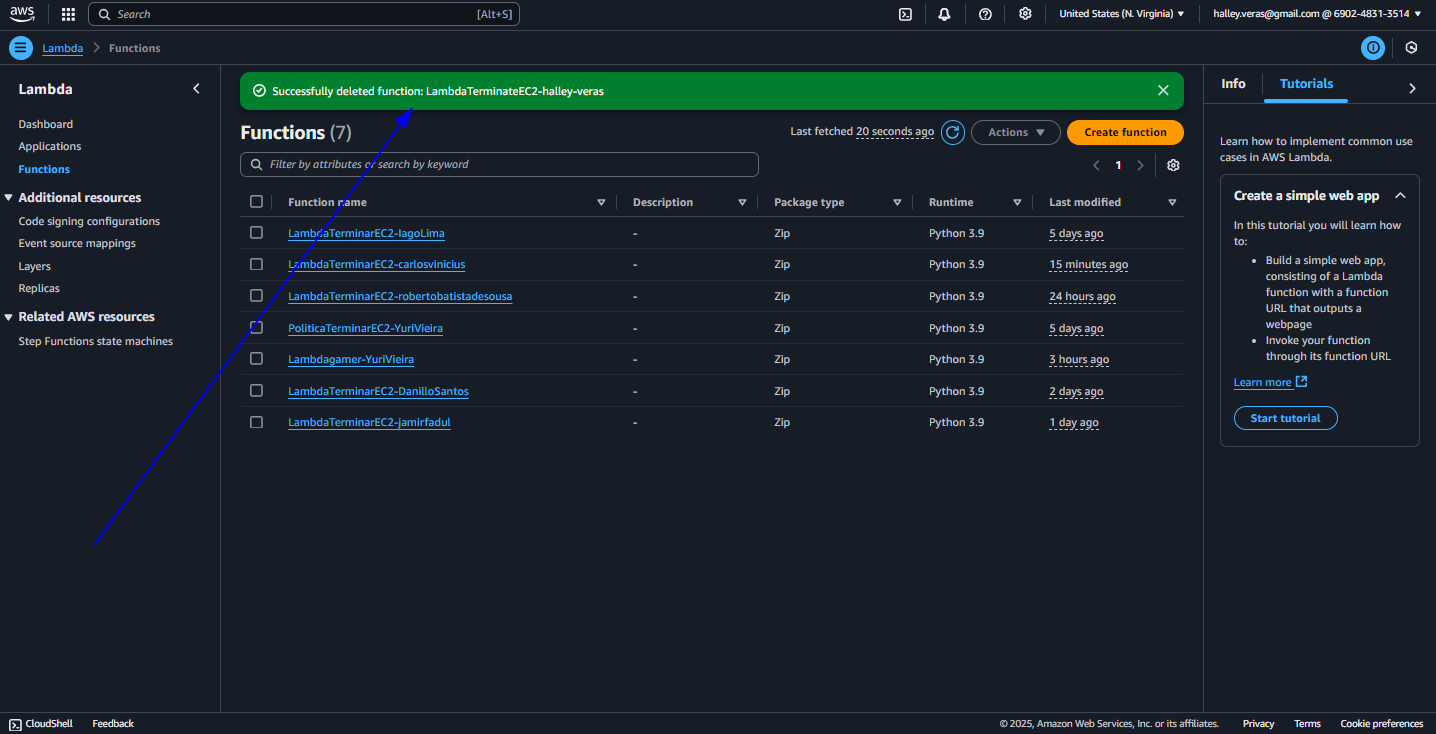 aws
Search [Alt+S]
United States (N. Virginia)
halley.veras@gmail.com @ 6902-4831-3514
Lambda > Functions
Lambda
Dashboard
Applications
Functions
Additional resources
Code signing configurations
Event source mappings
Layers
Replicas
Related AWS resources
Step Functions state machines
Successfully deleted function: LambdaTerminateEC2-halley-veras
Functions (7)
Last fetched 20 seconds ago
Actions
Create function
Filter by attributes or search by keyword
1
Function name Description Package type Runtime Last modified
LambdaTerminarEC2-IagoLima - Zip Python 3.9 5 days ago
LambdaTerminarEC2-carlosvinicius - Zip Python 3.9 15 minutes ago
LambdaTerminarEC2-robertobatistadesousa - Zip Python 3.9 24 hours ago
PoliticaTerminarEC2-YuriVieira - Zip Python 3.9 5 days ago
Lambdagamer-YuriVieira - Zip Python 3.9 3 hours ago
LambdaTerminarEC2-DanilloSantos - Zip Python 3.9 2 days ago
LambdaTerminarEC2-jamirfadul - Zip Python 3.9 1 day ago
Info Tutorials
Learn how to implement common use
cases in AWS Lambda.
Create a simple web app
In this tutorial you will learn how
to:
• Build a simple web app,
consisting of a Lambda
function with a function
URL that outputs a
webpage
• Invoke your function
through its function URL
Learn more
Start tutorial
CloudShell Feedback
© 2025, Amazon Web Services, Inc. or its affiliates. Privacy Terms Cookie preferences